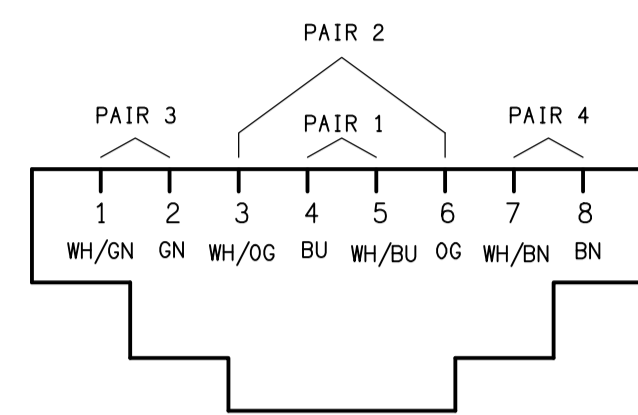 PAIR 2
PAIR 3 PAIR 1 PAIR 4
1 2 3 4 5 6 7 8
WH/GN GN WH/OG BU WH/BU OG WH/BN BN